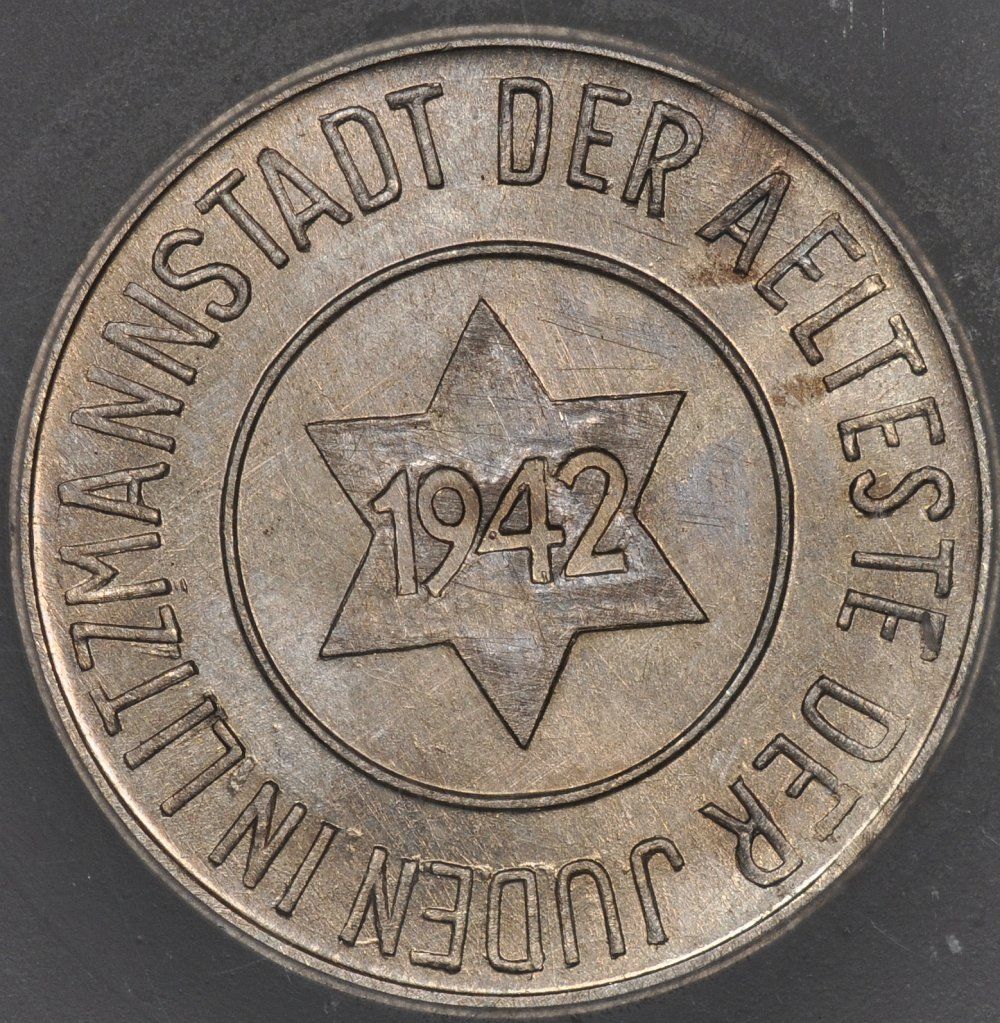 DER AELTESTE DER JUDEN IN LITZMANNSTADT
1942